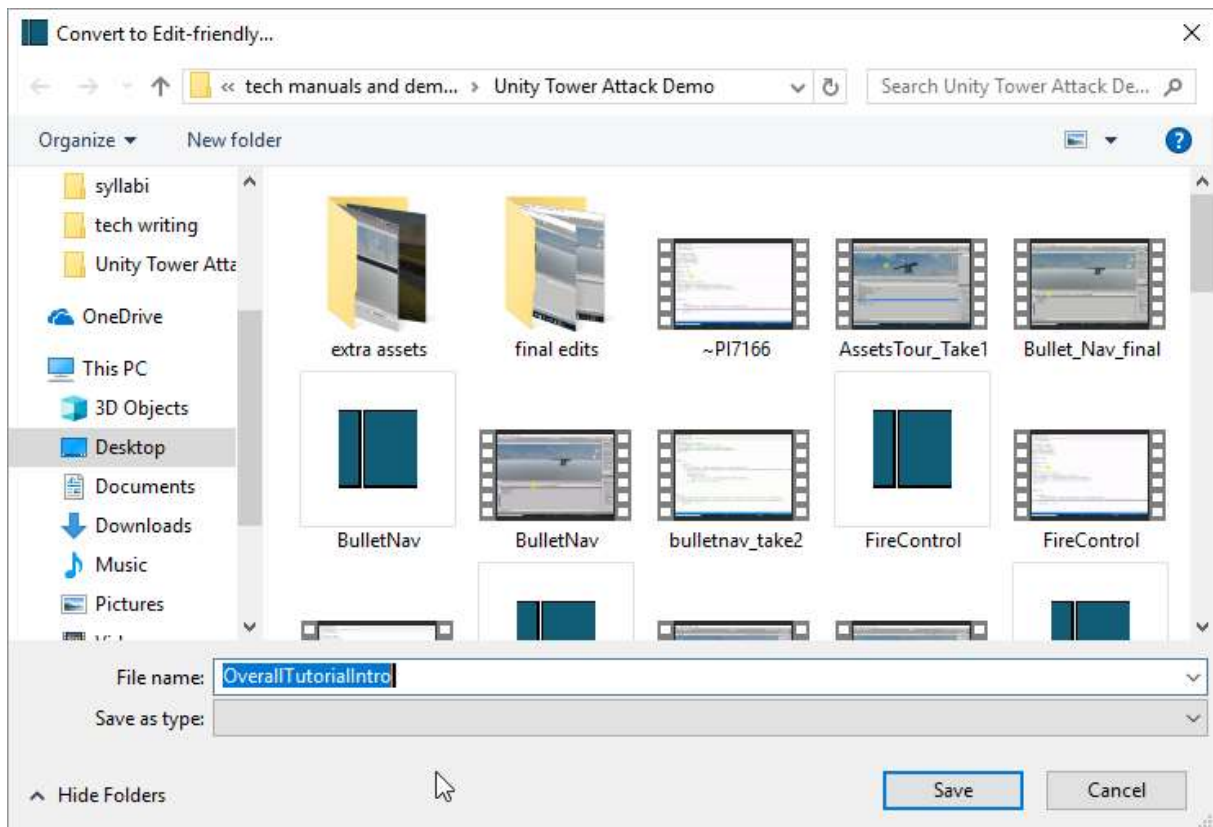 Convert to Edit-friendly...
« tech manuals and dem... › Unity Tower Attack Demo
Search Unity Tower Attack De...
Organize
New folder
syllabi
tech writing
Unity Tower Atta
OneDrive
This PC
3D Objects
Desktop
Documents
Downloads
Music
Pictures
extra assets
final edits
~PI7166
AssetsTour_Take1
Bullet_Nav_final
BulletNav
BulletNav
bulletnav_take2
FireControl
FireControl
File name: OverallTutorialIntro
Save as type:
Hide Folders
Save
Cancel